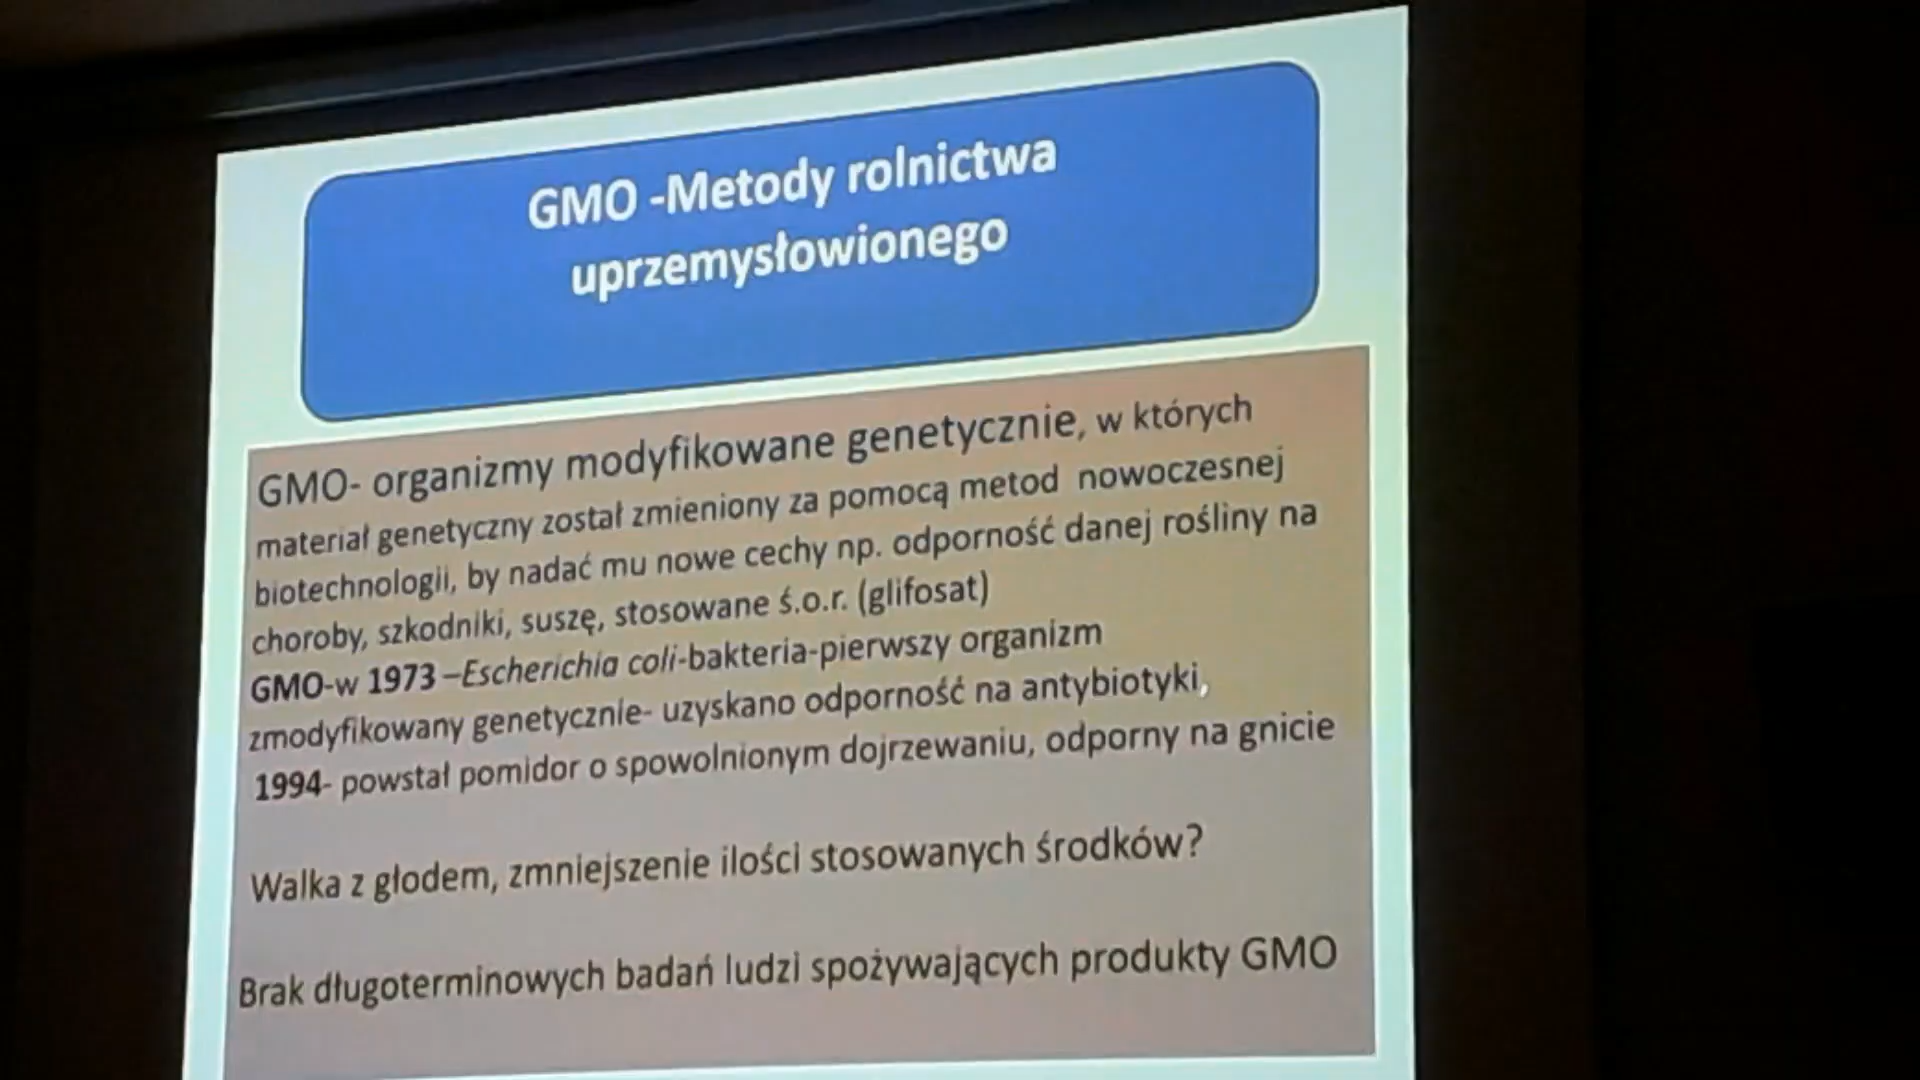 GMO -Metody rolnictwa
uprzemysłowionego
GMO- organizmy modyfikowane genetycznie, w których
materiał genetyczny został zmieniony za pomocą metod nowoczesnej
biotechnologii, by nadać mu nowe cechy np. odporność danej rośliny na
choroby, szkodniki, suszę, stosowane ś.o.r. (glifosat)
GMO-w 1973 –Escherichia coli-bakteria-pierwszy organizm
zmodyfikowany genetycznie- uzyskano odporność na antybiotyki,
1994- powstał pomidor o spowolnionym dojrzewaniu, odporny na gnicie
Walka z głodem, zmniejszenie ilości stosowanych środków?
Brak długoterminowych badań ludzi spożywających produkty GMO